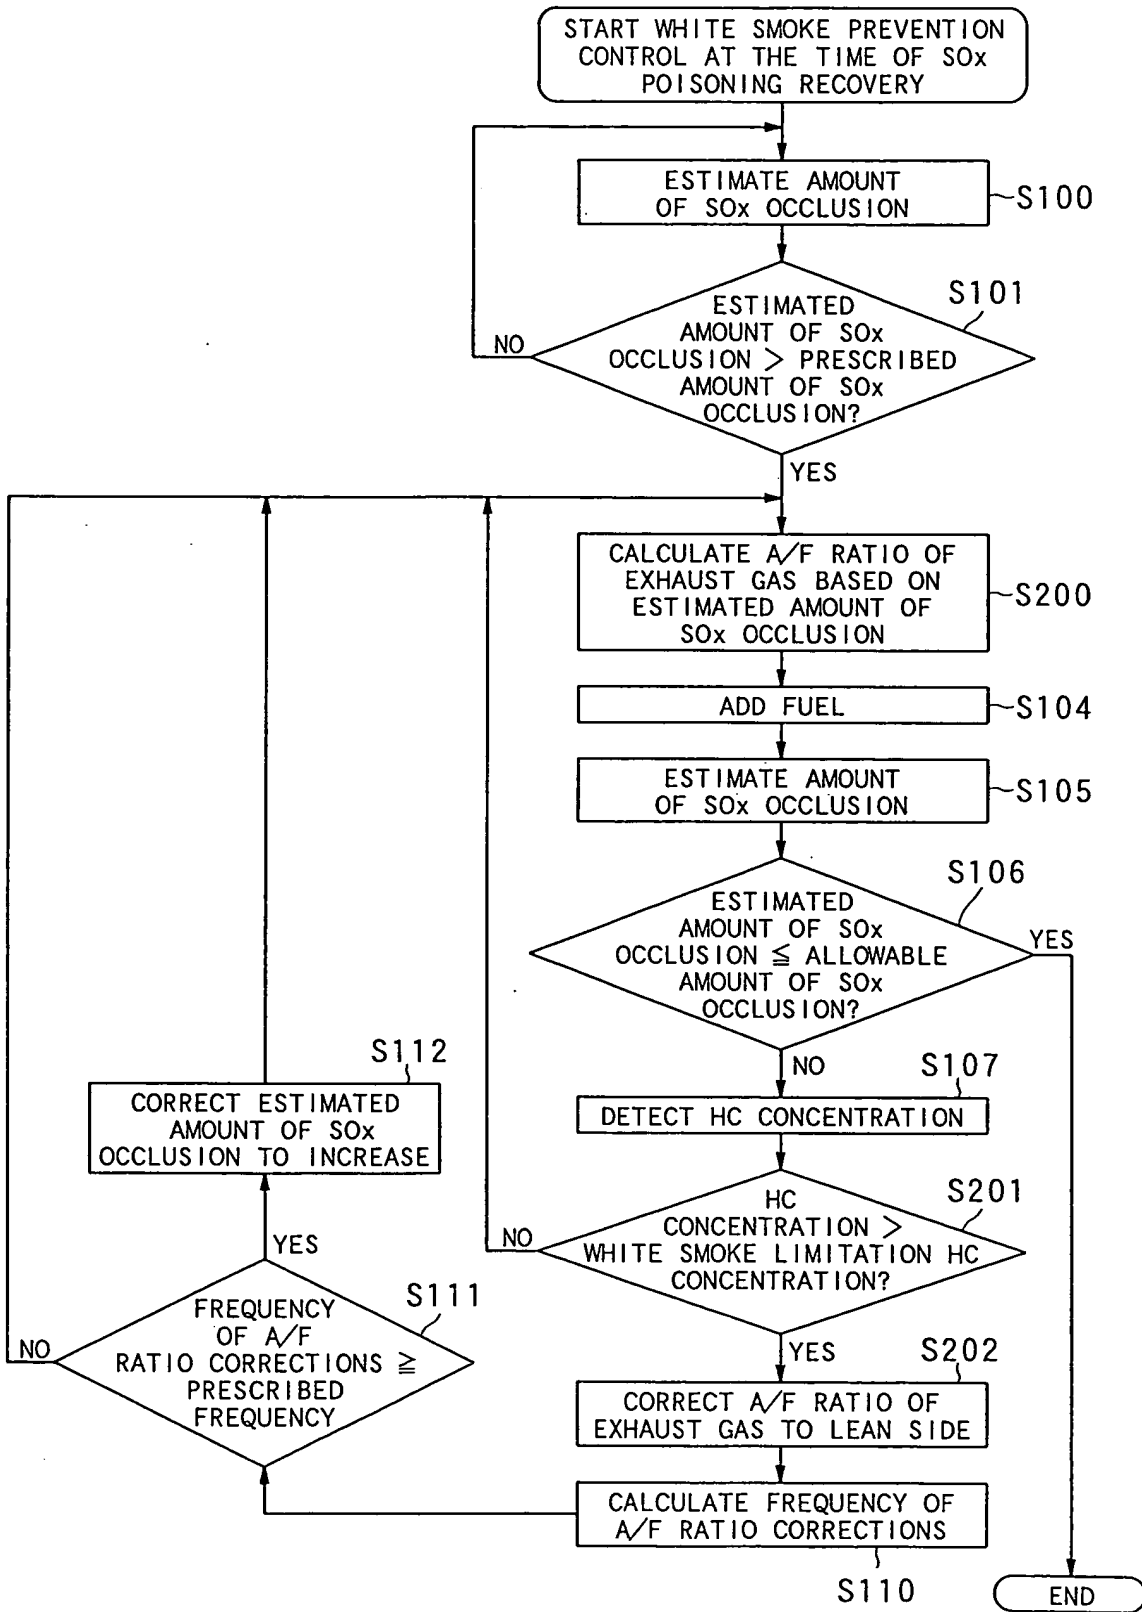 START WHITE SMOKE PREVENTION
CONTROL AT THE TIME OF SOx
POISONING RECOVERY
ESTIMATE AMOUNT
OF SOx OCCLUSION
S100
S101
ESTIMATED
AMOUNT OF SOx
OCCLUSION > PRESCRIBED
AMOUNT OF SOx
OCCLUSION?
NO
YES
CALCULATE A/F RATIO OF
EXHAUST GAS BASED ON
ESTIMATED AMOUNT OF
SOx OCCLUSION
S200
ADD FUEL
S104
ESTIMATE AMOUNT
OF SOx OCCLUSION
S105
S106
ESTIMATED
AMOUNT OF SOx
OCCLUSION ≦ ALLOWABLE
AMOUNT OF SOx
OCCLUSION?
YES
NO
S107
DETECT HC CONCENTRATION
S201
HC
CONCENTRATION >
WHITE SMOKE LIMITATION HC
CONCENTRATION?
NO
YES
S202
CORRECT A/F RATIO OF
EXHAUST GAS TO LEAN SIDE
CALCULATE FREQUENCY OF
A/F RATIO CORRECTIONS
S110
S111
FREQUENCY
OF A/F
RATIO CORRECTIONS ≧
PRESCRIBED
FREQUENCY
NO
YES
S112
CORRECT ESTIMATED
AMOUNT OF SOx
OCCLUSION TO INCREASE
END